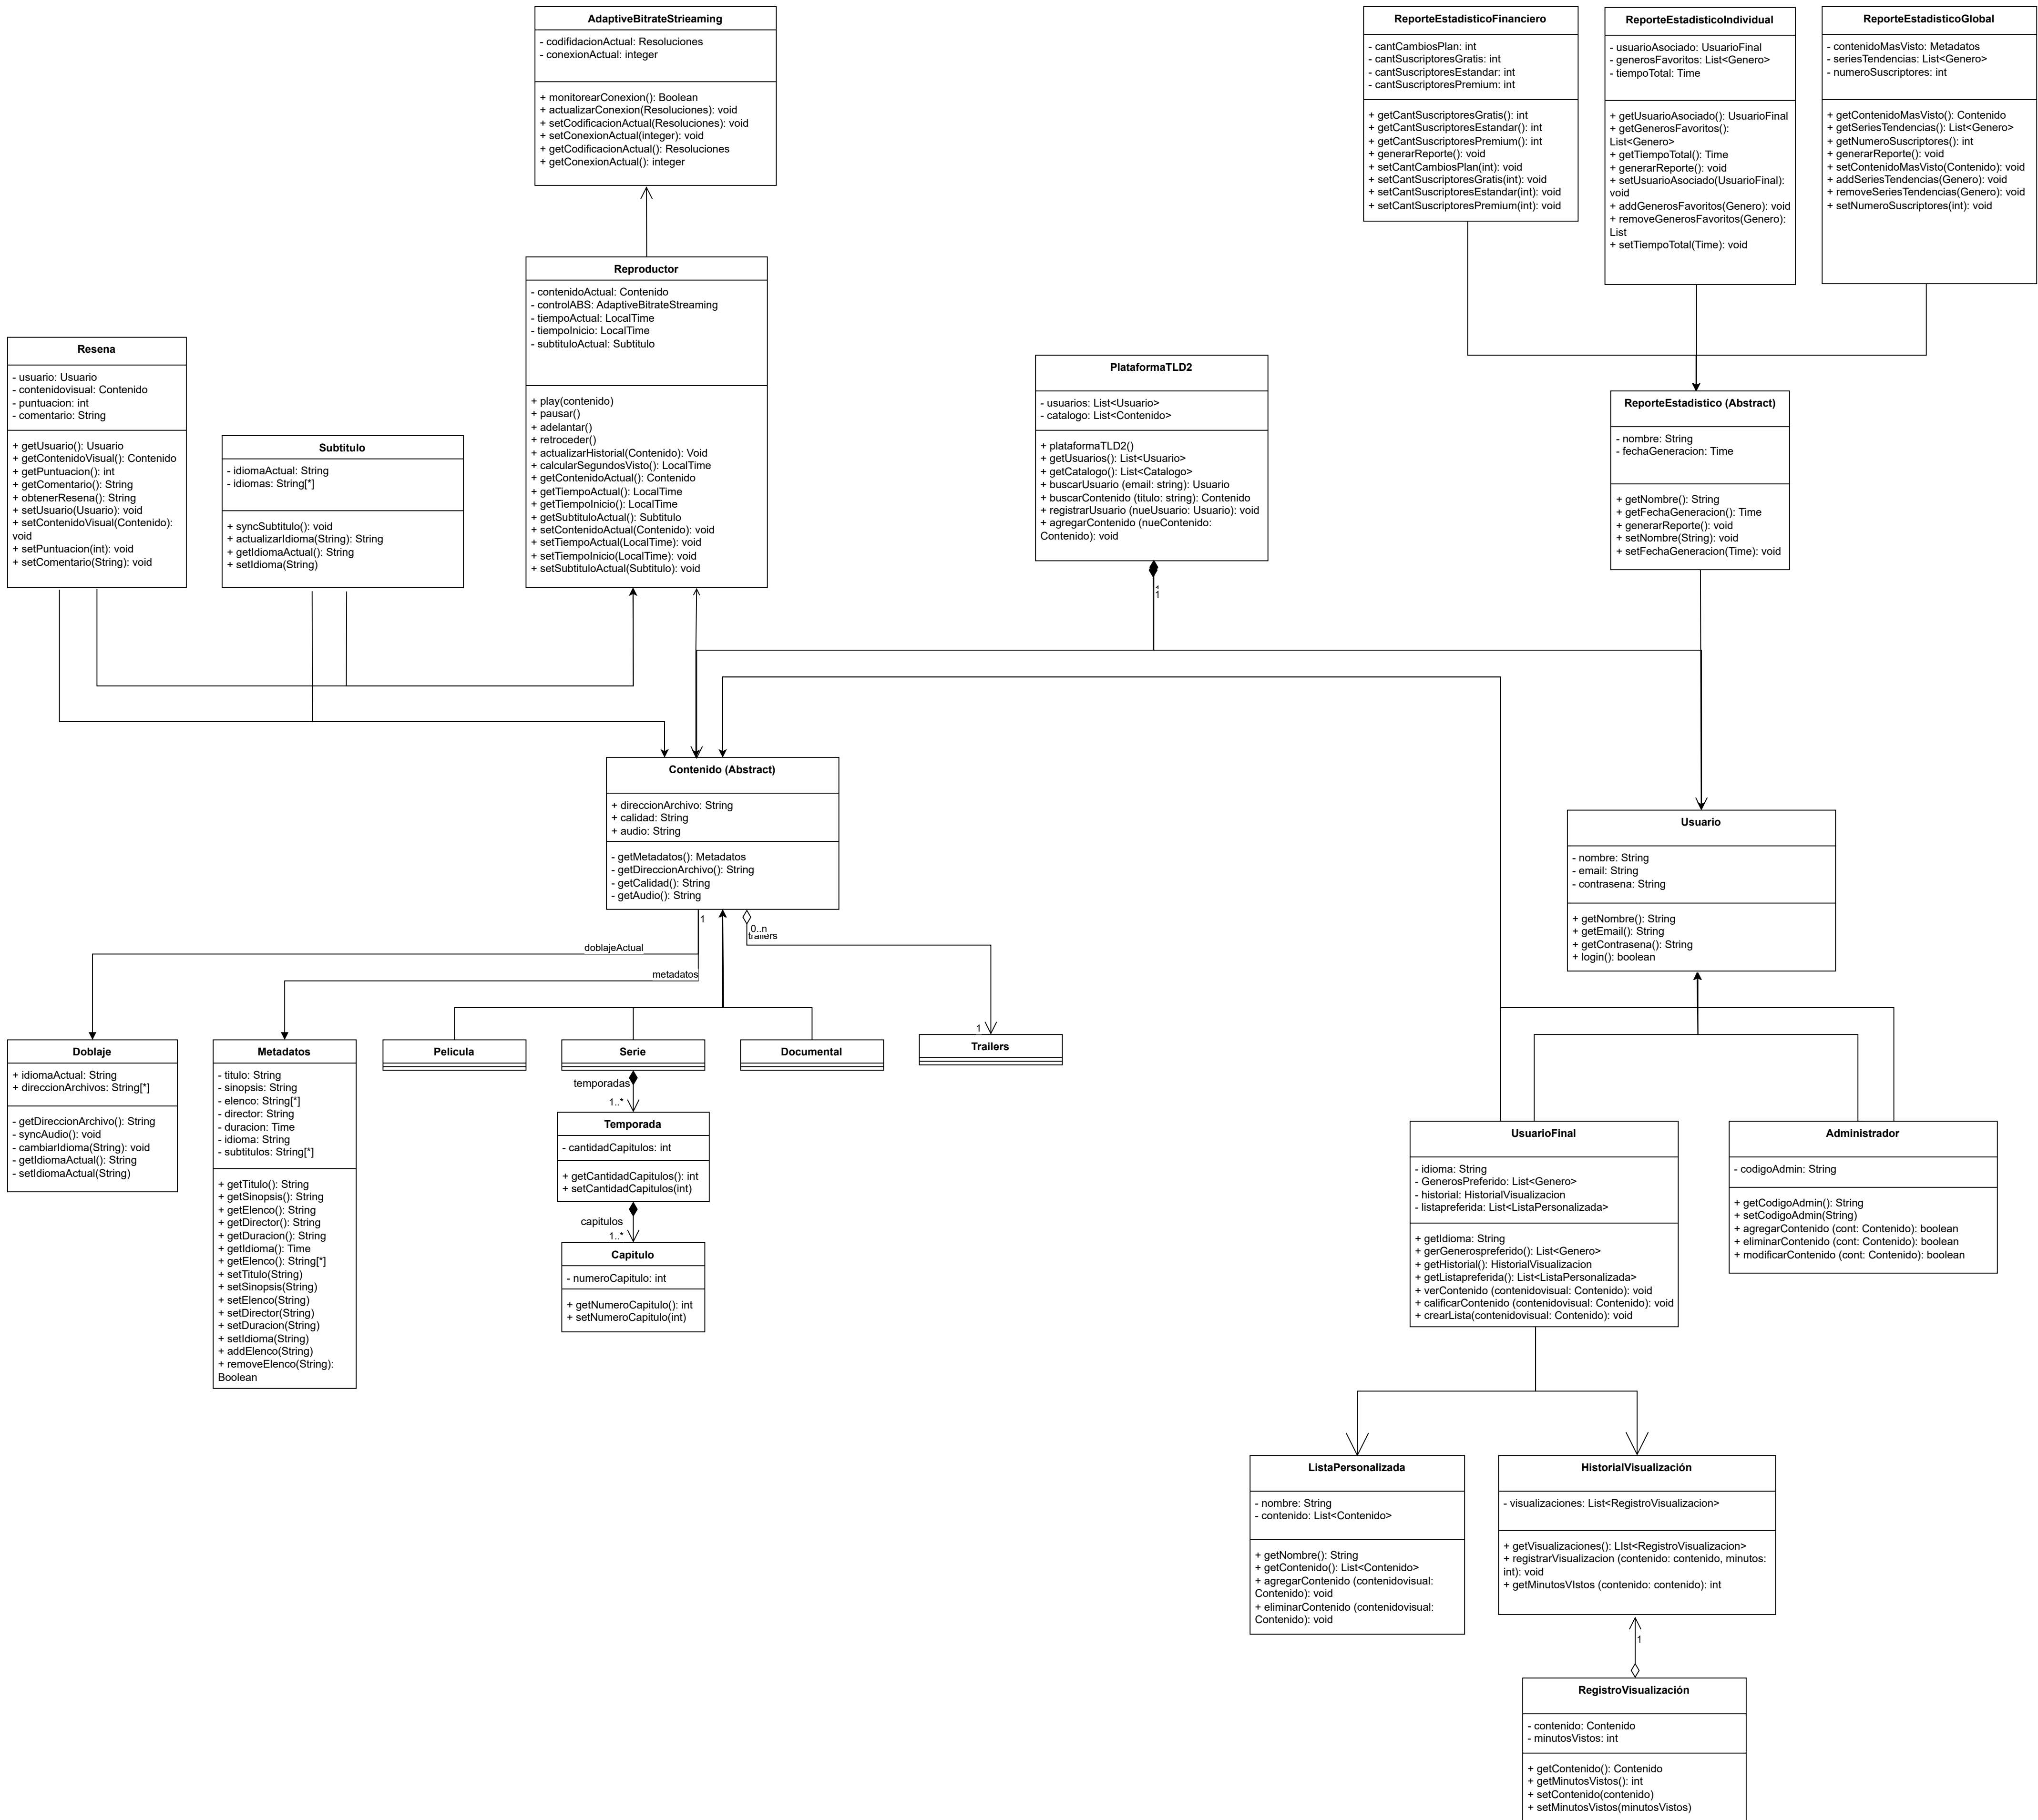 AdaptiveBitrateStrieaming
- codifidacionActual: Resoluciones
- conexionActual: integer
+ monitorearConexion(): Boolean
+ actualizarConexion(Resoluciones): void
+ setCodificacionActual(Resoluciones): void
+ setConexionActual(integer): void
+ getCodificacionActual(): Resoluciones
+ getConexionActual(): integer
ReporteEstadisticoFinanciero
- cantCambiosPlan: int
- cantSuscriptoresGratis: int
- cantSuscriptoresEstandar: int
- cantSuscriptoresPremium: int
+ getCantSuscriptoresGratis(): int
+ getCantSuscriptoresEstandar(): int
+ getCantSuscriptoresPremium(): int
+ generarReporte(): void
+ setCantCambiosPlan(int): void
+ setCantSuscriptoresGratis(int): void
+ setCantSuscriptoresEstandar(int): void
+ setCantSuscriptoresPremium(int): void
ReporteEstadisticoIndividual
- usuarioAsociado: UsuarioFinal
- generosFavoritos: List<Genero>
- tiempoTotal: Time
+ getUsuarioAsociado(): UsuarioFinal
+ getGenerosFavoritos():
List<Genero>
+ getTiempoTotal(): Time
+ generarReporte(): void
+ setUsuarioAsociado(UsuarioFinal):
void
+ addGenerosFavoritos(Genero): void
+ removeGenerosFavoritos(Genero):
List
+ setTiempoTotal(Time): void
ReporteEstadisticoGlobal
- contenidoMasVisto: Metadatos
- seriesTendencias: List<Genero>
- numeroSuscriptores: int
+ getContenidoMasVisto(): Contenido
+ getSeriesTendencias(): List<Genero>
+ getNumeroSuscriptores(): int
+ generarReporte(): void
+ setContenidoMasVisto(Contenido): void
+ addSeriesTendencias(Genero): void
+ removeSeriesTendencias(Genero): void
+ setNumeroSuscriptores(int): void
Reproductor
- contenidoActual: Contenido
- controlABS: AdaptiveBitrateStreaming
- tiempoActual: LocalTime
- tiempoInicio: LocalTime
- subtituloActual: Subtitulo
+ play(contenido)
+ pausar()
+ adelantar()
+ retroceder()
+ actualizarHistorial(Contenido): Void
+ calcularSegundosVisto(): LocalTime
+ getContenidoActual(): Contenido
+ getTiempoActual(): LocalTime
+ getTiempoInicio(): LocalTime
+ getSubtituloActual(): Subtitulo
+ setContenidoActual(Contenido): void
+ setTiempoActual(LocalTime): void
+ setTiempoInicio(LocalTime): void
+ setSubtituloActual(Subtitulo): void
Resena
- usuario: Usuario
- contenidovisual: Contenido
- puntuacion: int
- comentario: String
+ getUsuario(): Usuario
+ getContenidoVisual(): Contenido
+ getPuntuacion(): int
+ getComentario(): String
+ obtenerResena(): String
+ setUsuario(Usuario): void
+ setContenidoVisual(Contenido):
void
+ setPuntuacion(int): void
+ setComentario(String): void
Subtitulo
- idiomaActual: String
- idiomas: String[*]
+ syncSubtitulo(): void
+ actualizarIdioma(String): String
+ getIdiomaActual(): String
+ setIdioma(String)
PlataformaTLD2
- usuarios: List<Usuario>
- catalogo: List<Contenido>
+ plataformaTLD2()
+ getUsuarios(): List<Usuario>
+ getCatalogo(): List<Catalogo>
+ buscarUsuario (email: string): Usuario
+ buscarContenido (titulo: string): Contenido
+ registrarUsuario (nueUsuario: Usuario): void
+ agregarContenido (nueContenido:
Contenido): void
1
1
ReporteEstadistico (Abstract)
- nombre: String
- fechaGeneracion: Time
+ getNombre(): String
+ getFechaGeneracion(): Time
+ generarReporte(): void
+ setNombre(String): void
+ setFechaGeneracion(Time): void
Contenido (Abstract)
+ direccionArchivo: String
+ calidad: String
+ audio: String
- getMetadatos(): Metadatos
- getDireccionArchivo(): String
- getCalidad(): String
- getAudio(): String
1
0..n
trailers
doblajeActual
metadatos
1
Usuario
- nombre: String
- email: String
- contrasena: String
+ getNombre(): String
+ getEmail(): String
+ getContrasena(): String
+ login(): boolean
Doblaje
+ idiomaActual: String
+ direccionArchivos: String[*]
- getDireccionArchivo(): String
- syncAudio(): void
- cambiarIdioma(String): void
- getIdiomaActual(): String
- setIdiomaActual(String)
Metadatos
- titulo: String
- sinopsis: String
- elenco: String[*]
- director: String
- duracion: Time
- idioma: String
- subtitulos: String[*]
+ getTitulo(): String
+ getSinopsis(): String
+ getElenco(): String
+ getDirector(): String
+ getDuracion(): String
+ getIdioma(): Time
+ getElenco(): String[*]
+ setTitulo(String)
+ setSinopsis(String)
+ setElenco(String)
+ setDirector(String)
+ setDuracion(String)
+ setIdioma(String)
+ addElenco(String)
+ removeElenco(String):
Boolean
Pelicula
Serie
Documental
Trailers
temporadas
1..*
Temporada
- cantidadCapitulos: int
+ getCantidadCapitulos(): int
+ setCantidadCapitulos(int)
capitulos
1..*
Capitulo
- numeroCapitulo: int
+ getNumeroCapitulo(): int
+ setNumeroCapitulo(int)
UsuarioFinal
- idioma: String
- GenerosPreferido: List<Genero>
- historial: HistorialVisualizacion
- listapreferida: List<ListaPersonalizada>
+ getIdioma: String
+ gerGenerospreferido(): List<Genero>
+ getHistorial(): HistorialVisualizacion
+ getListapreferida(): List<ListaPersonalizada>
+ verContenido (contenidovisual: Contenido): void
+ calificarContenido (contenidovisual: Contenido): void
+ crearLista(contenidovisual: Contenido): void
Administrador
- codigoAdmin: String
+ getCodigoAdmin(): String
+ setCodigoAdmin(String)
+ agregarContenido (cont: Contenido): boolean
+ eliminarContenido (cont: Contenido): boolean
+ modificarContenido (cont: Contenido): boolean
ListaPersonalizada
- nombre: String
- contenido: List<Contenido>
+ getNombre(): String
+ getContenido(): List<Contenido>
+ agregarContenido (contenidovisual:
Contenido): void
+ eliminarContenido (contenidovisual:
Contenido): void
HistorialVisualización
- visualizaciones: List<RegistroVisualizacion>
+ getVisualizaciones(): LIst<RegistroVisualizacion>
+ registrarVisualizacion (contenido: contenido, minutos:
int): void
+ getMinutosVIstos (contenido: contenido): int
1
RegistroVisualización
- contenido: Contenido
- minutosVistos: int
+ getContenido(): Contenido
+ getMinutosVistos(): int
+ setContenido(contenido)
+ setMinutosVistos(minutosVistos)